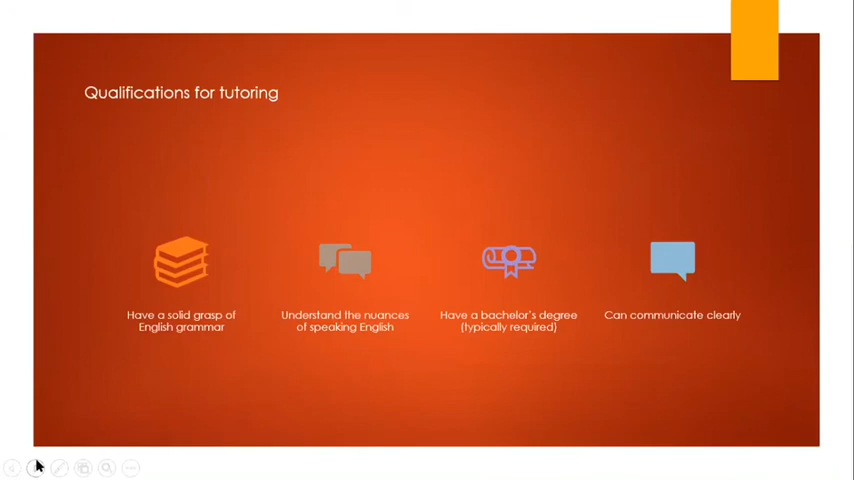 Qualifications for tutoring
Have a solid grasp of
English grammar
Understand the nuances
of speaking English
Have a bachelor's degree
(typically required)
Can communicate clearly